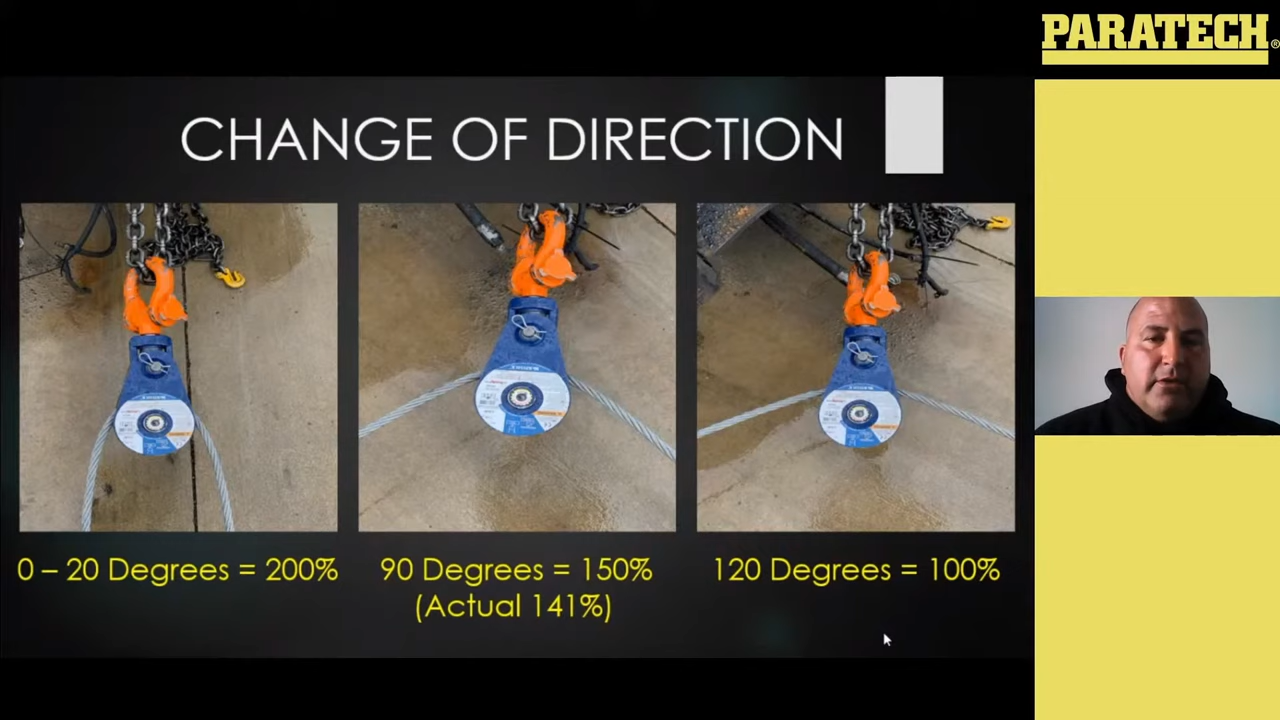 PARATECH®
CHANGE OF DIRECTION
0 – 20 Degrees = 200%
90 Degrees = 150%
(Actual 141%)
120 Degrees = 100%